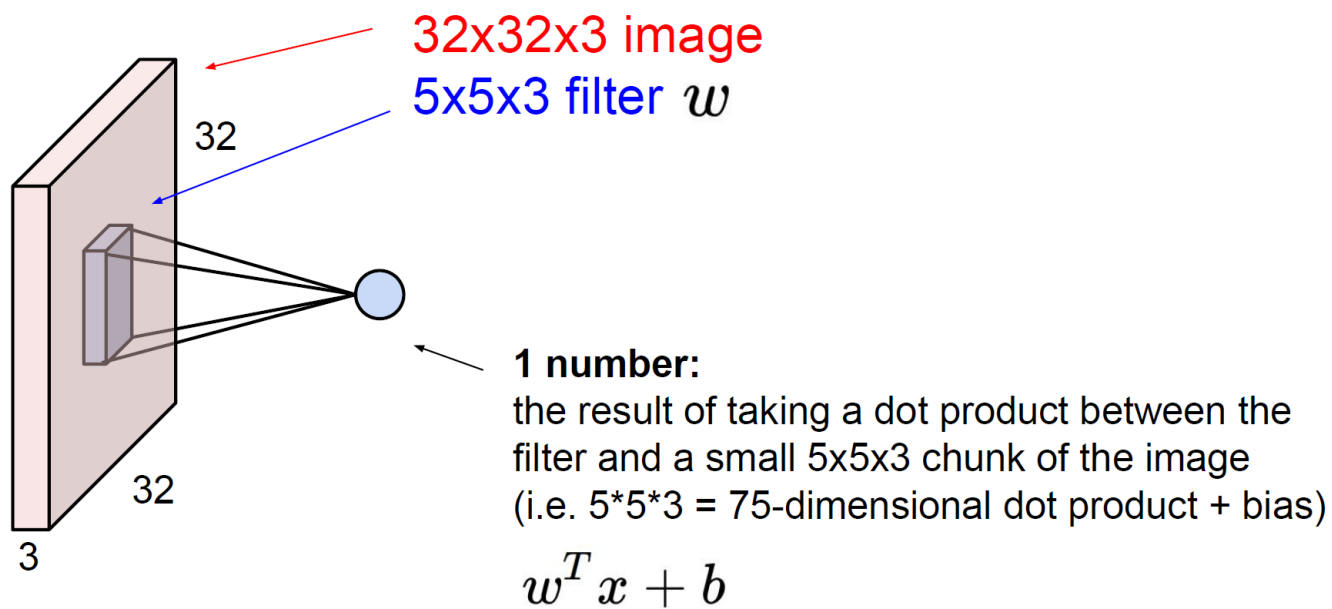 32x32x3 image
5x5x3 filter w
32
32
3
1 number:
the result of taking a dot product between the
filter and a small 5x5x3 chunk of the image
(i.e. 5*5*3 = 75-dimensional dot product + bias)
w^T x + b